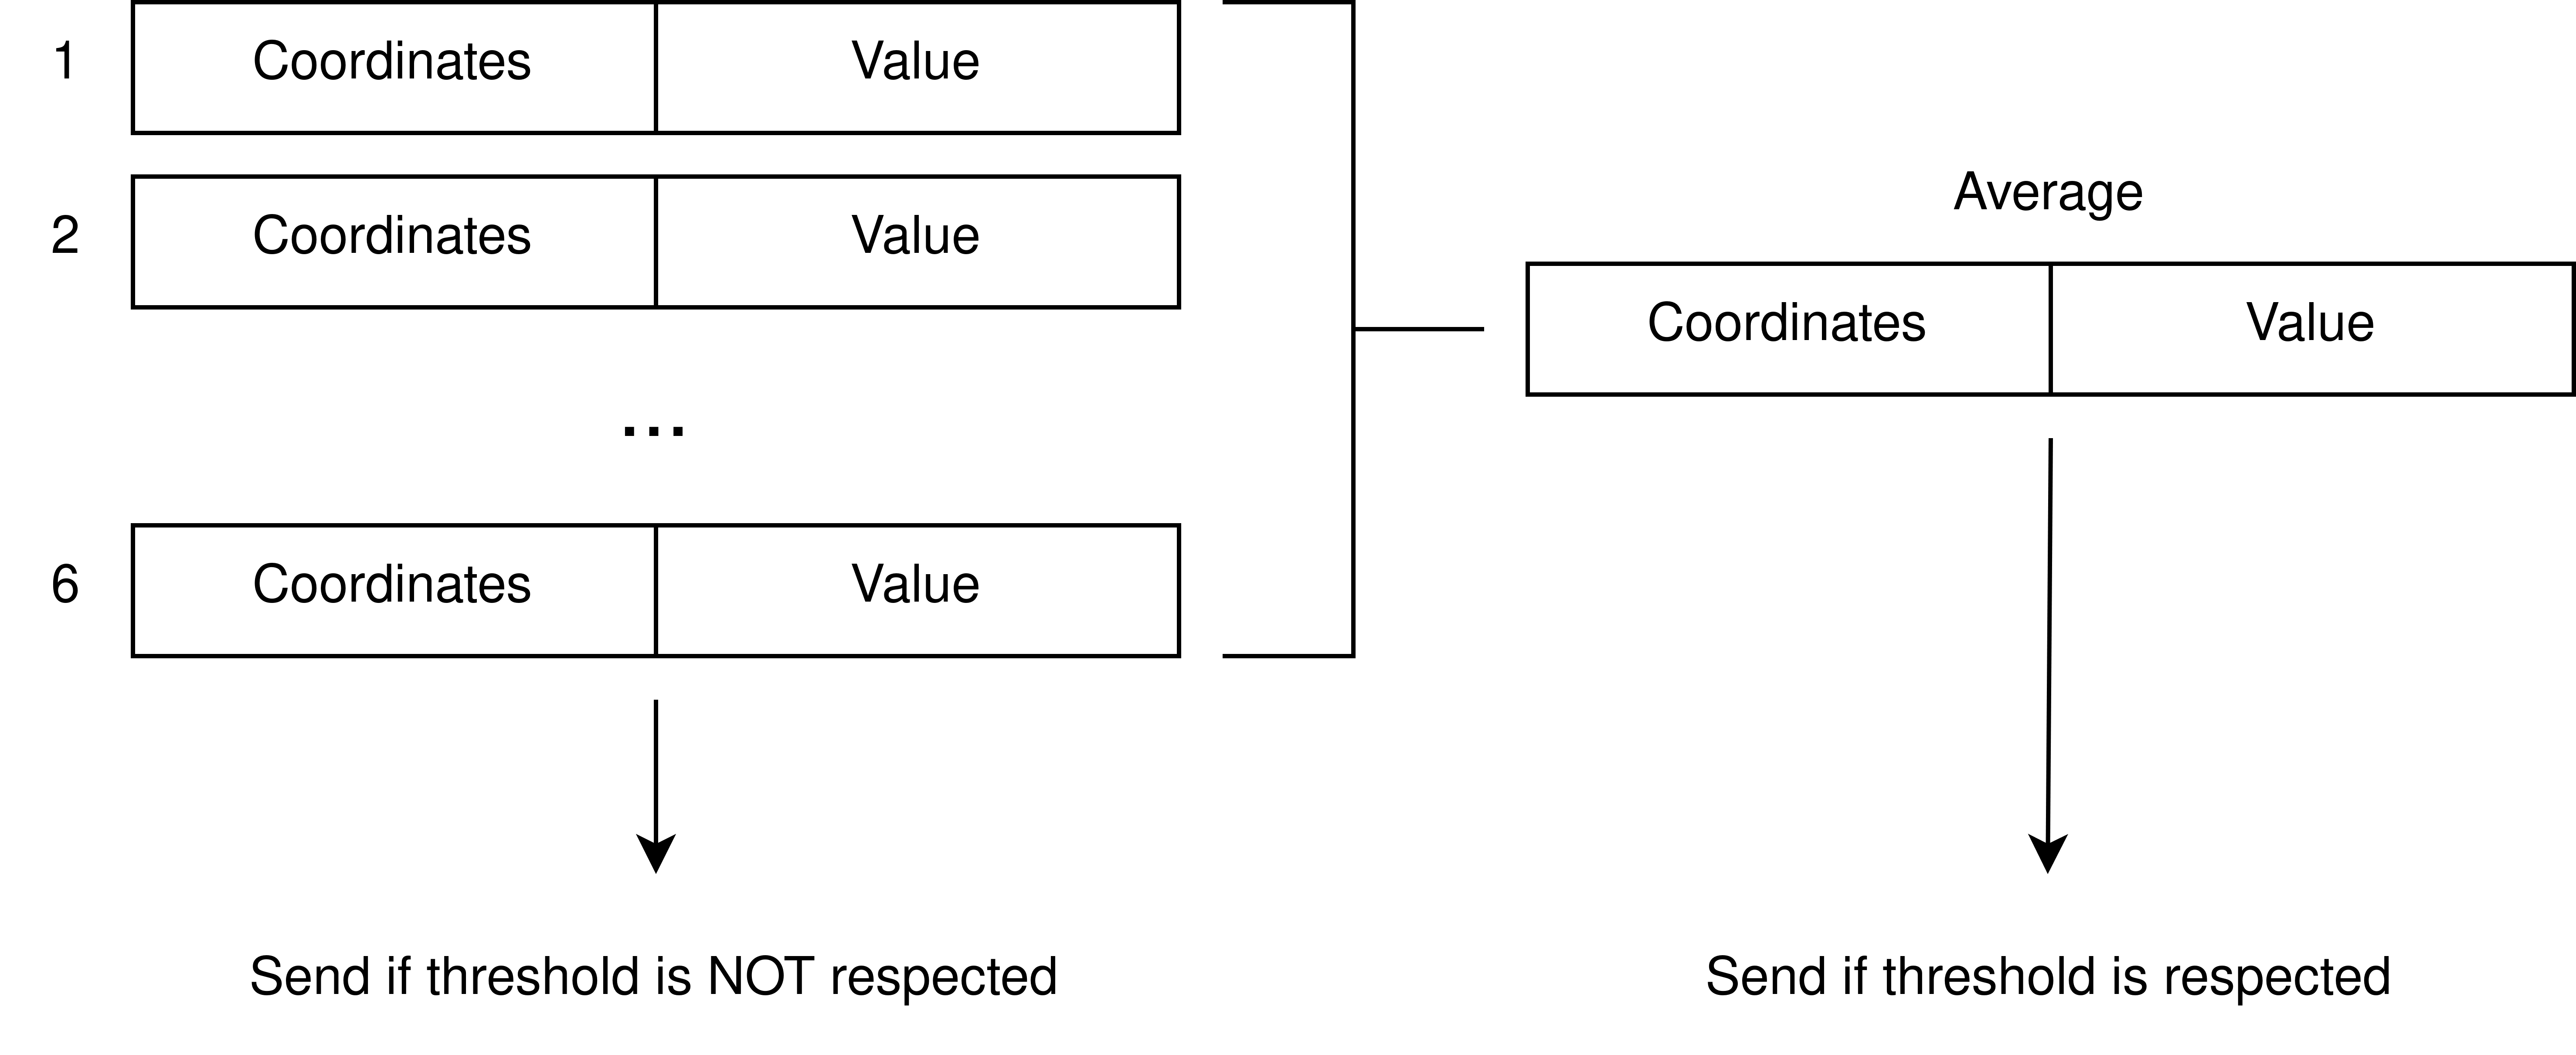 1 Coordinates Value
2 Coordinates Value
...
6 Coordinates Value
Send if threshold is NOT respected
Average
Coordinates Value
Send if threshold is respected